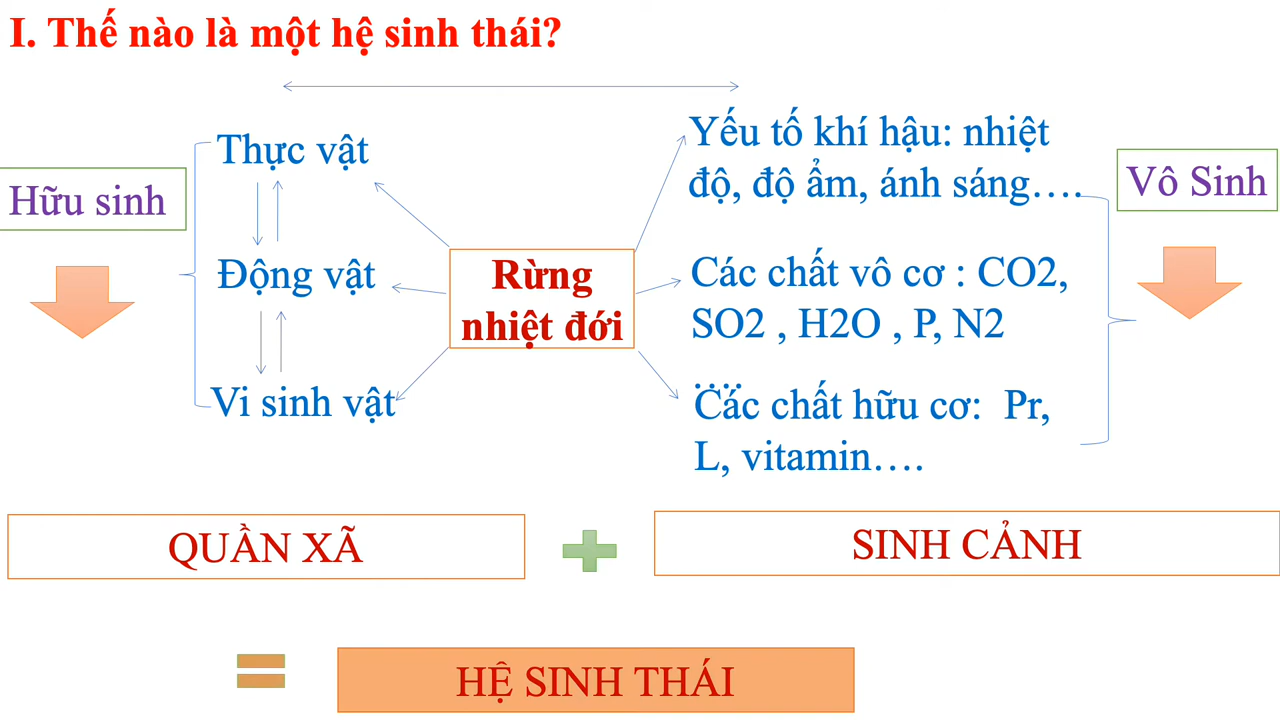 I. Thế nào là một hệ sinh thái?
Hữu sinh
Thực vật
Động vật
Vi sinh vật
Rừng
nhiệt đới
Yếu tố khí hậu: nhiệt
độ, độ ẩm, ánh sáng….
Các chất vô cơ : CO2,
SO2 , H2O , P, N2
…
Các chất hữu cơ:  Pr,
L, vitamin….
Vô Sinh
QUẦN XÃ
SINH CẢNH
HỆ SINH THÁI